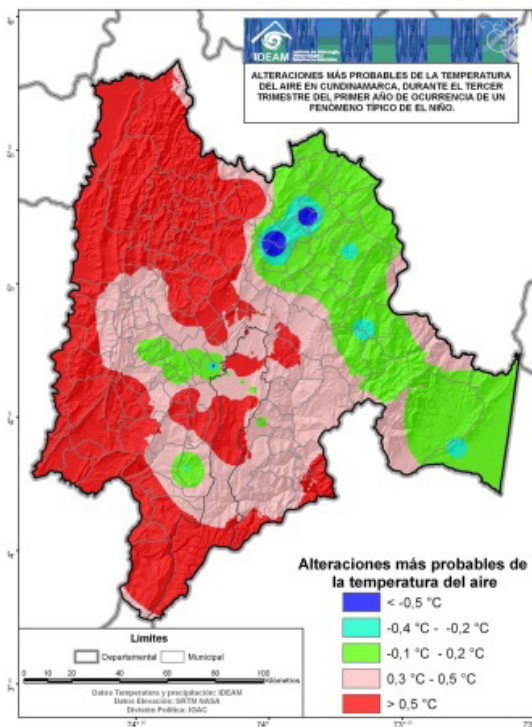 IDEAM
ALTERACIONES MÁS PROBABLES DE LA TEMPERATURA
DEL AIRE EN CUNDINAMARCA, DURANTE EL TERCER
TRIMESTRE DEL PRIMER AÑO DE OCURRENCIA DE UN
FENÓMENO TÍPICO DE EL NIÑO.
Alteraciones más probables de
la temperatura del aire
< -0,5 °C
-0,4 °C - -0,2 °C
-0,1 °C - 0,2 °C
0,3 °C - 0,5 °C
> 0,5 °C
Límites
Departamental Municipal
0 10 20 40 60 80 100
Kilómetros
Datos Temperatura y precipitación: IDEAM
Datos Elevación: SRTM NASA
División Política: IGAC